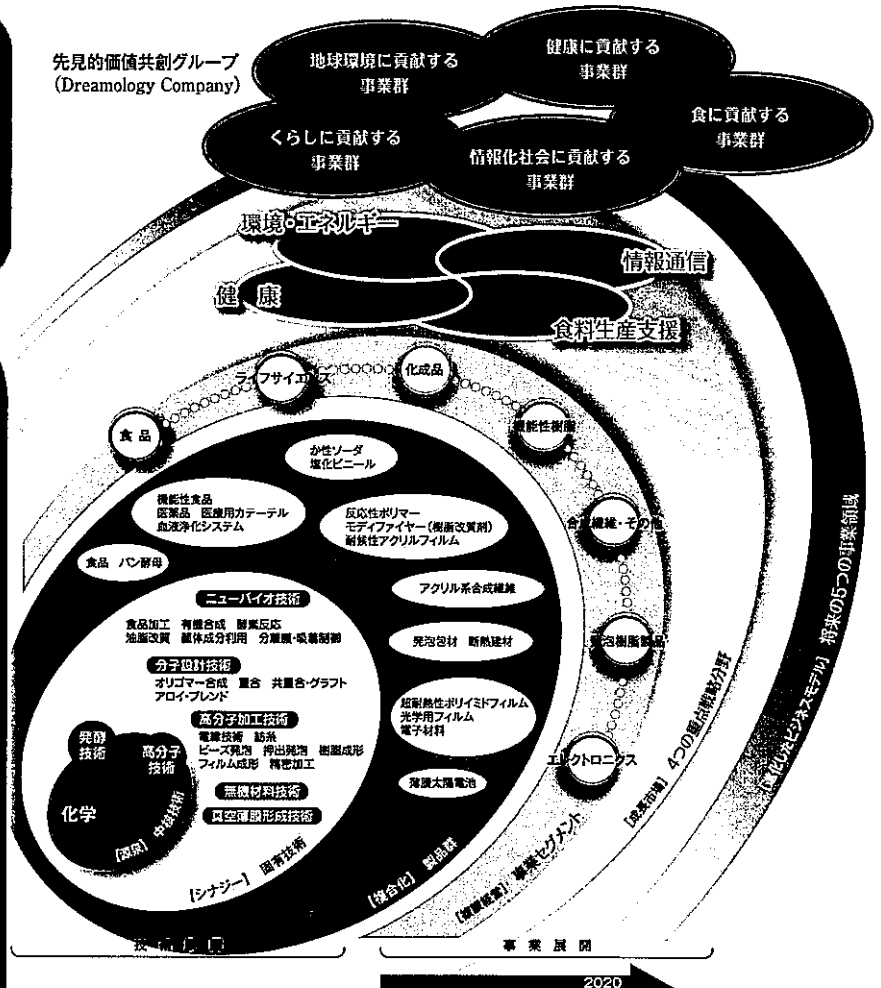 先見的価値共創グループ
(Dreamology Company)
地球環境に貢献する
事業群
健康に貢献する
事業群
食に貢献する
事業群
くらしに貢献する
事業群
情報化社会に貢献する
事業群
環境・エネルギー
情報通信
健 康
食料生産支援
食 品
ライフサイエンス
化成品
機能性樹脂
合成繊維・その他
発泡樹脂製品
エレクトロニクス
か性ソーダ
塩化ビニール
機能性食品
医薬品 医療用カテーテル
血液浄化システム
反応性ポリマー
モディファイヤー(樹脂改質剤)
耐候性アクリルフィルム
食品 パン酵母
アクリル系合成繊維
発泡包材 断熱建材
超耐熱性ポリイミドフィルム
光学用フィルム
電子材料
薄膜太陽電池
ニューバイオ技術
食品加工 有機合成 酵素反応
油脂改質 分離膜・吸着制御
分子設計技術
オリゴマー合成 重合 共重合・グラフト
アロイ・ブレンド
高分子加工技術
紡糸
ビーズ発泡 押出発泡 樹脂成形
フィルム成形 精密加工
無機材料技術
真空薄膜形成技術
発酵
技術
高分子
技術
化学
[源泉] 中核技術
[シナジー] 固有技術
[複合化] 製品群
事業セグメント
[成長市場] 4つの重点戦略分野
ビジネスモデル] 将来の5つの事業領域
事 業 展 開
2020